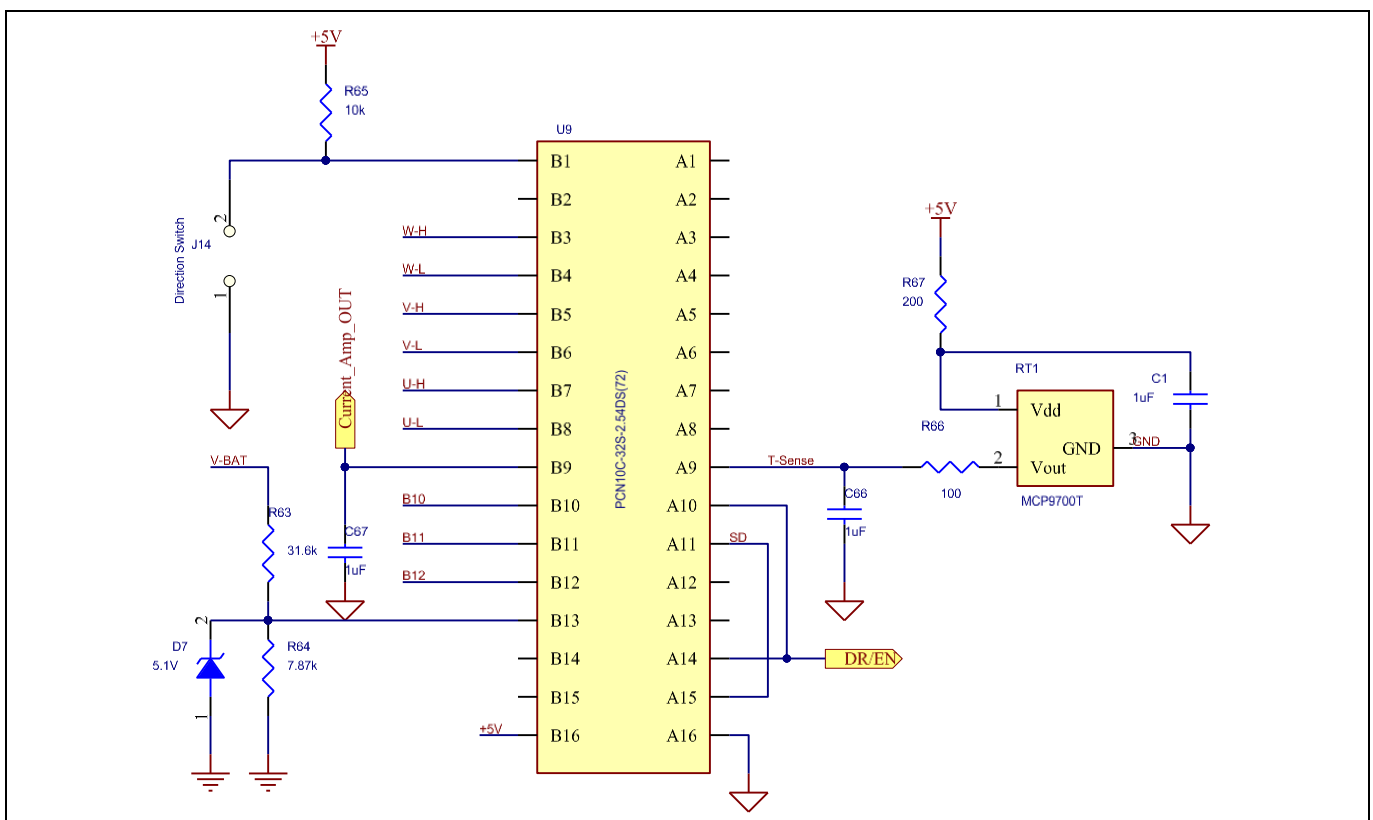 +5V
R65
10k
U9
B1
A1
B2
A2
+5V
2
J14
Direction Switch
1
W-H
B3
A3
W-L
B4
A4
R67
200
V-H
B5
A5
V-L
B6
A6
RT1
U-H
B7
A7
C1
1uF
U-L
B8
A8
Current_Amp_OUT
PCN10C-32S-2.54DS(72)
1
Vdd
GND
3
GND
R66
V-BAT
B9
A9
T-Sense
2
Vout
100
MCP9700T
B10
B10
A10
C66
1uF
R63
31.6k
C67
1uF
B11
B11
A11
SD
B12
B12
A12
B13
A13
2
D7
5.1V
1
R64
7.87k
B14
A14
DR/EN
B15
A15
+5V
B16
A16